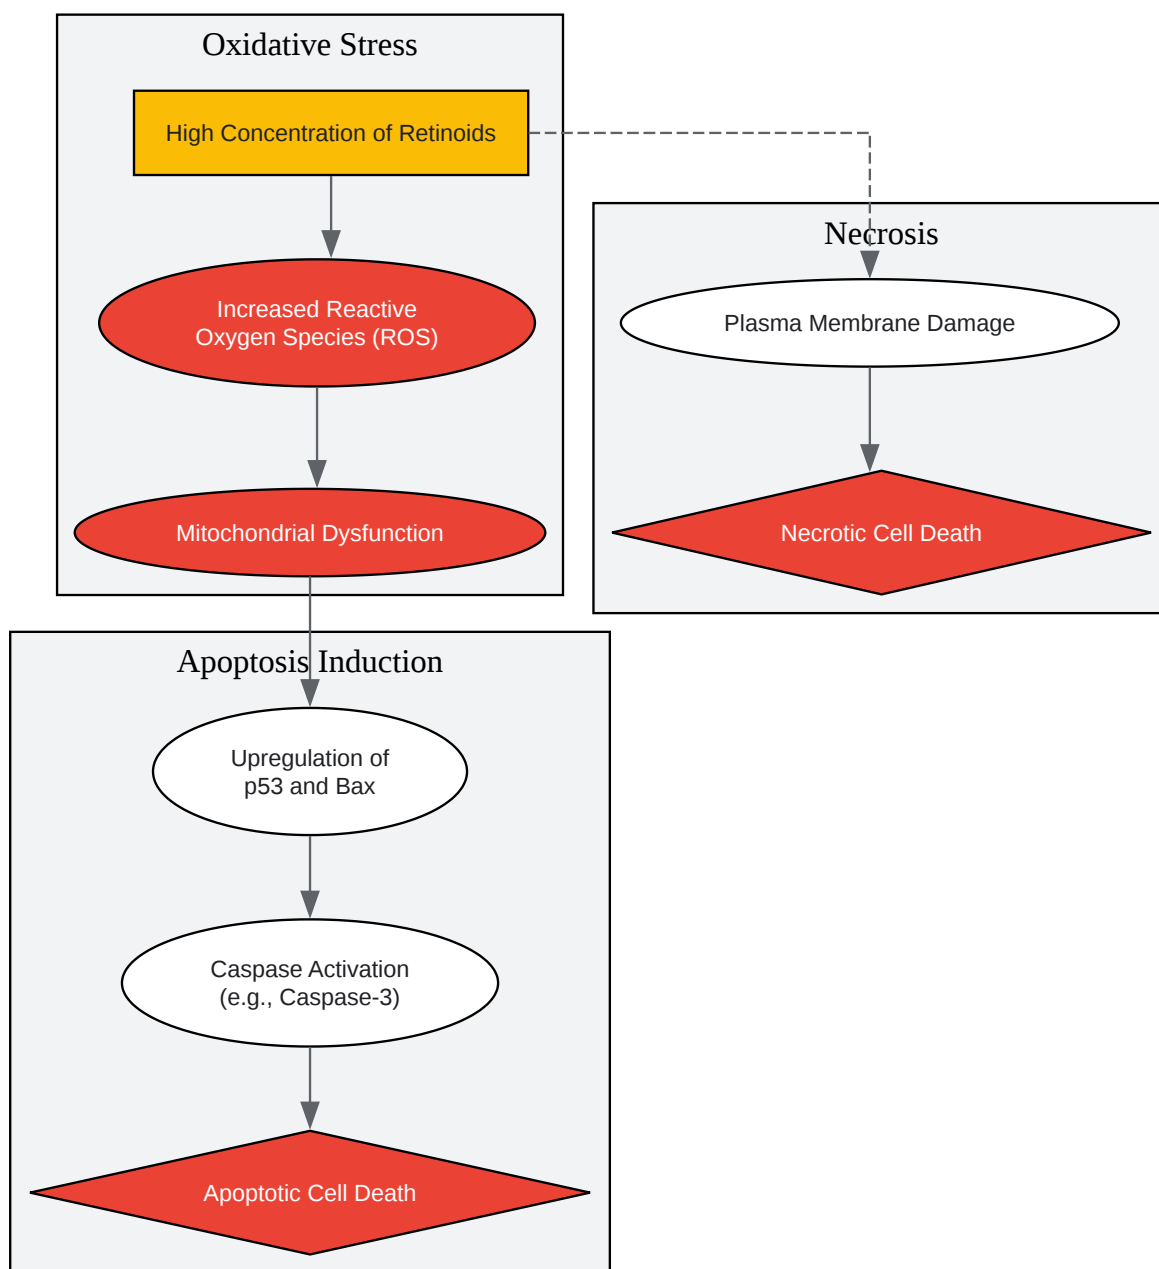 Oxidative Stress
High Concentration of Retinoids
Increased Reactive
Oxygen Species (ROS)
Mitochondrial Dysfunction
Necrosis
Plasma Membrane Damage
Necrotic Cell Death
Apoptosis Induction
Upregulation of
p53 and Bax
Caspase Activation
(e.g., Caspase-3)
Apoptotic Cell Death